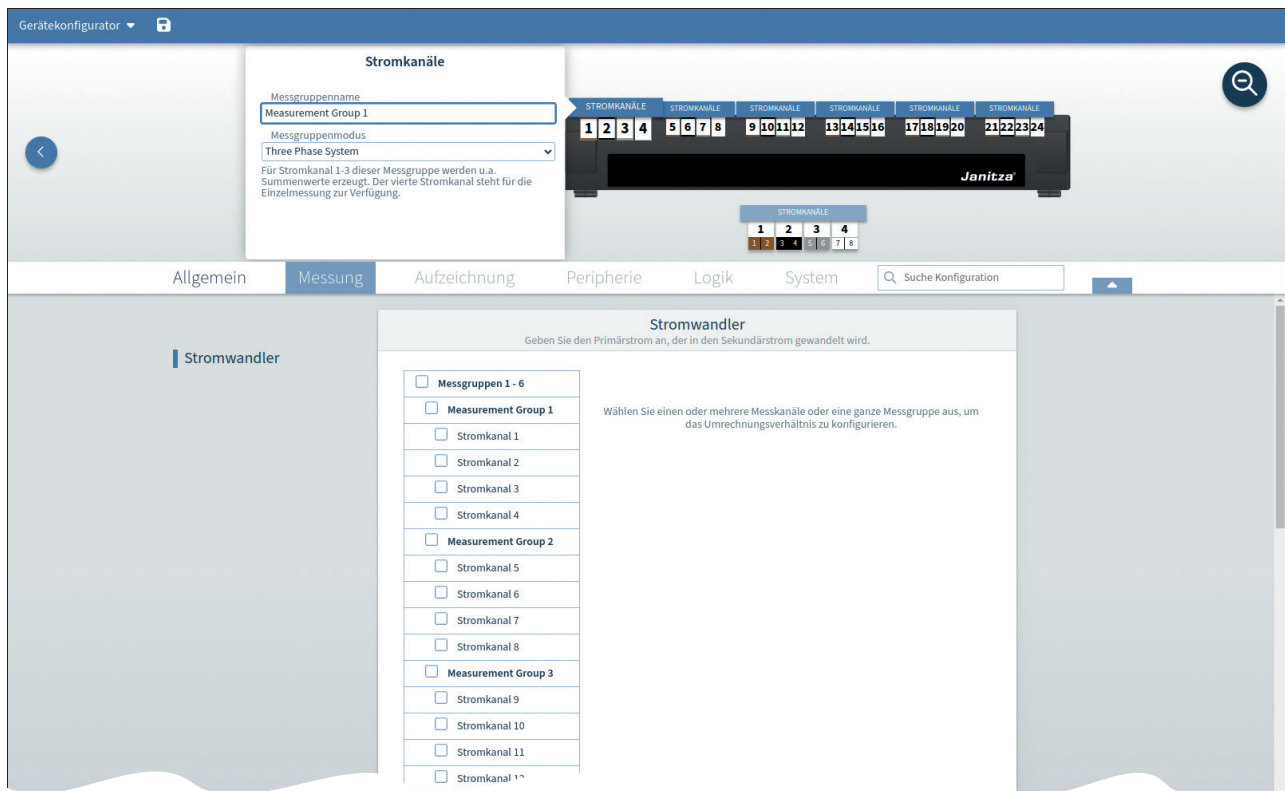 Gerätekonfigurator
Stromkanäle
Messgruppenname
Measurement Group 1
Messgruppenmodus
Three Phase System
Für Stromkanal 1-3 dieser
Messgruppe werden u.a.
Summenwerte erzeugt. Der vierte Stromkanal steht für die
Einzelmessung zur Verfügung.
STROMKANÄLE STROMKANÄLE STROMKANÄLE STROMKANÄLE STROMKANÄLE STROMKANÄLE
1 2 3 4 5 6 7 8 9 10 11 12 13 14 15 16 17 18 19 20 21 22 23 24
Janitza®
STROMKANÄLE
1 2 3 4
1 2 3 4 5 6 7 8
Allgemein Messung Aufzeichnung Peripherie Logik System Suche Konfiguration
Stromwandler
Stromwandler
Geben Sie den Primärstrom an, der in den Sekundärstrom gewandelt wird.
Messgruppen 1 - 6
Measurement Group 1
Stromkanal 1
Stromkanal 2
Stromkanal 3
Stromkanal 4
Measurement Group 2
Stromkanal 5
Stromkanal 6
Stromkanal 7
Stromkanal 8
Measurement Group 3
Stromkanal 9
Stromkanal 10
Stromkanal 11
Stromkanal
Wählen Sie einen oder mehrere Messkanäle oder eine ganze Messgruppe aus, um
das Umrechnungsverhältnis zu konfigurieren.